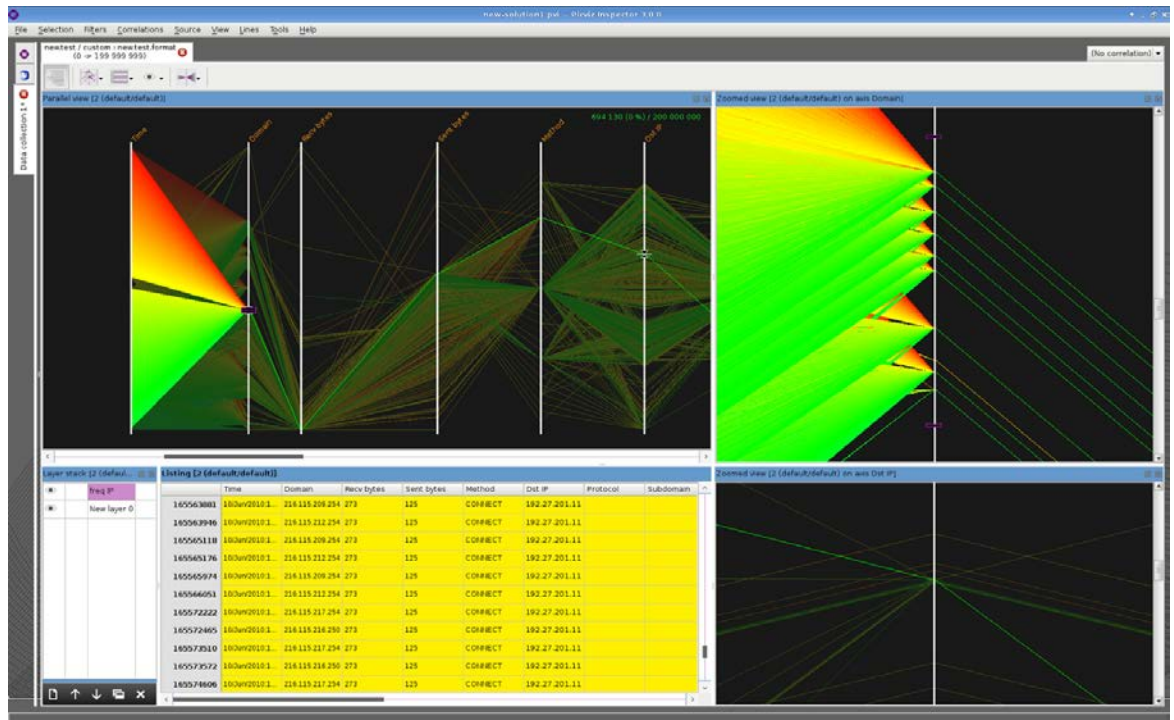 new-solution1.pvi - Picviz Inspector 3.0.0
File Selection Filters Correlations Source View Lines Tools Help
newtest / custom - newtest.format
(0 -> 199 999 999)
(No correlation)
Data collection 1*
Parallel view [2 (default/default)]
694 130 (0 %) / 200 000 000
Time Domain Recv bytes Sent bytes Method Dst IP
Zoomed view [2 (default/default) on axis Domain]
Layer stack [2 (defaul...
freq IP
New layer 0
Listing [2 (default/default)]
Time Domain Recv bytes Sent bytes Method Dst IP Protocol Subdomain
165563881 216.115.209.254 273 125 CONNECT 192.27.201.11
165563946 216.115.212.254 273 125 CONNECT 192.27.201.11
165565118 216.115.209.254 273 125 CONNECT 192.27.201.11
165565176 216.115.212.254 273 125 CONNECT 192.27.201.11
165565974 216.115.209.254 273 125 CONNECT 192.27.201.11
165566051 216.115.212.254 273 125 CONNECT 192.27.201.11
165572222 216.115.217.254 273 125 CONNECT 192.27.201.11
165572465 216.115.216.250 273 125 CONNECT 192.27.201.11
165573510 216.115.217.254 273 125 CONNECT 192.27.201.11
165573572 216.115.216.250 273 125 CONNECT 192.27.201.11
165574606 216.115.217.254 273 125 CONNECT 192.27.201.11
Zoomed view [2 (default/default) on axis Dst IP]